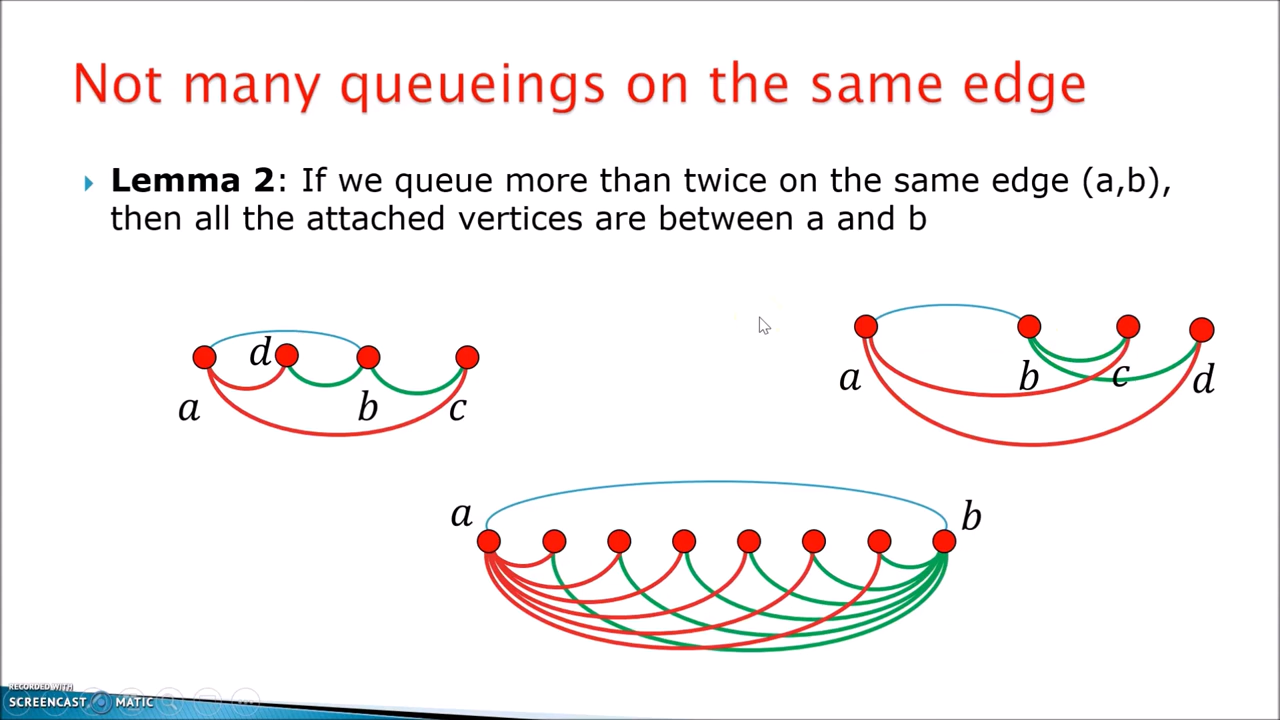 Not many queueings on the same edge
Lemma 2: If we queue more than twice on the same edge (a,b),
then all the attached vertices are between a and b
d
a
b
c
a
b
c
d
a
b
RECORDED WITH
SCREENCAST MATIC